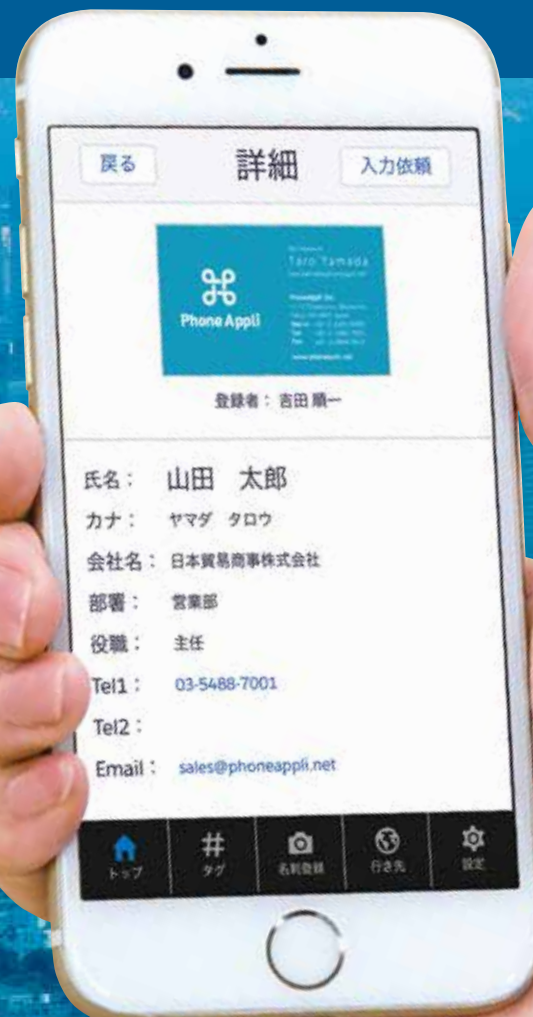 戻る 詳細 入力依頼
Taro Yamada
Phone Appli
登録者： 吉田 順一
氏名： 山田 太郎
カナ： ヤマダ タロウ
会社名： 日本貿易商事株式会社
部署： 営業部
役職： 主任
Tel1： 03-5488-7001
Tel2：
Email： sales@phoneappli.net
トップ タグ 名刺登録 行き先 設定